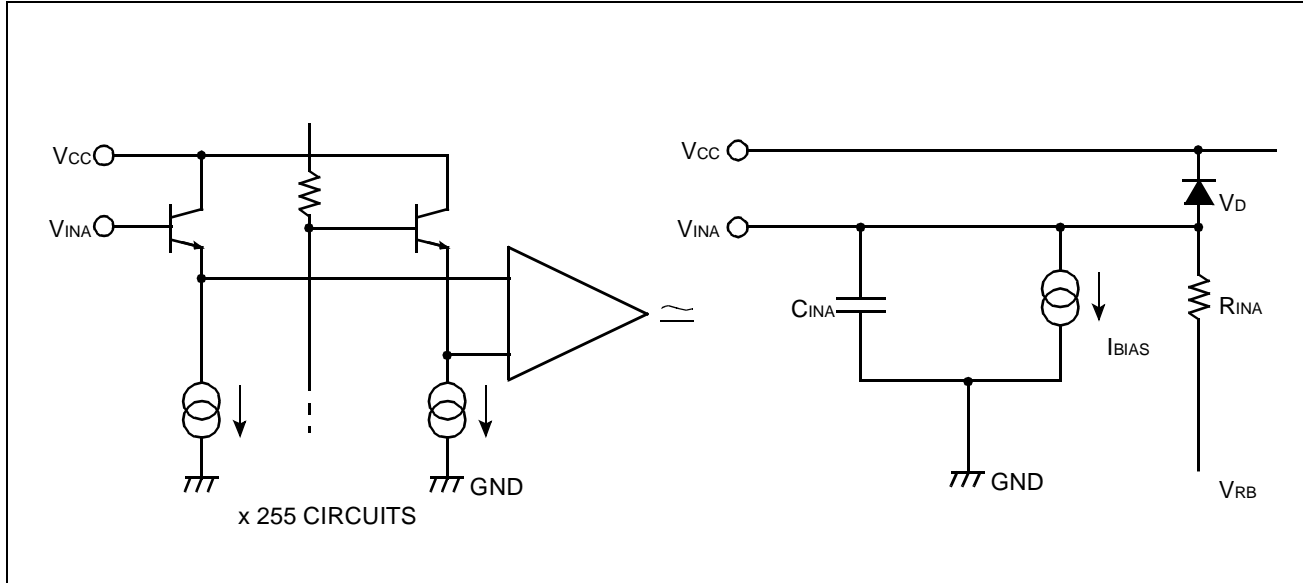 VCC
VINA
GND
x 255 CIRCUITS
≃
VCC
VINA
VD
CINA
RINA
IBIAS
GND
VRB